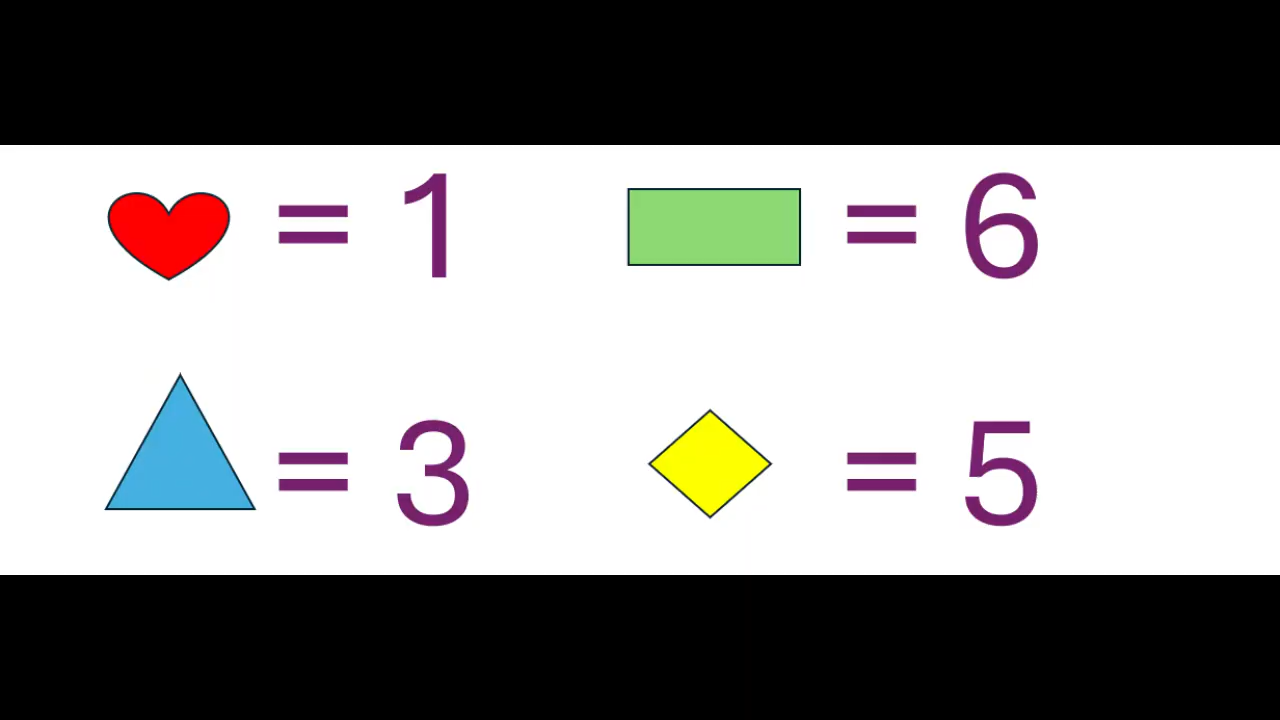 = 1 = 6
= 3 = 5